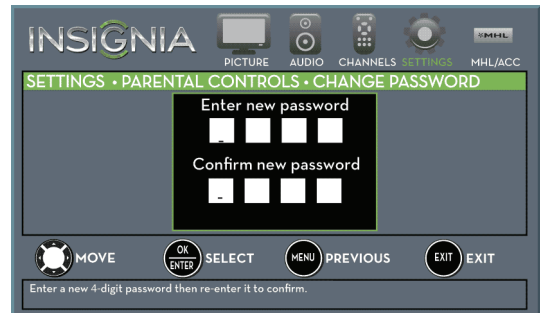 INSIGNIA
PICTURE AUDIO CHANNELS SETTINGS MHL/ACC
MHL
SETTINGS • PARENTAL CONTROLS • CHANGE PASSWORD
Enter new password
Confirm new password
MOVE OK ENTER SELECT MENU PREVIOUS EXIT EXIT
Enter a new 4-digit password then re-enter it to confirm.